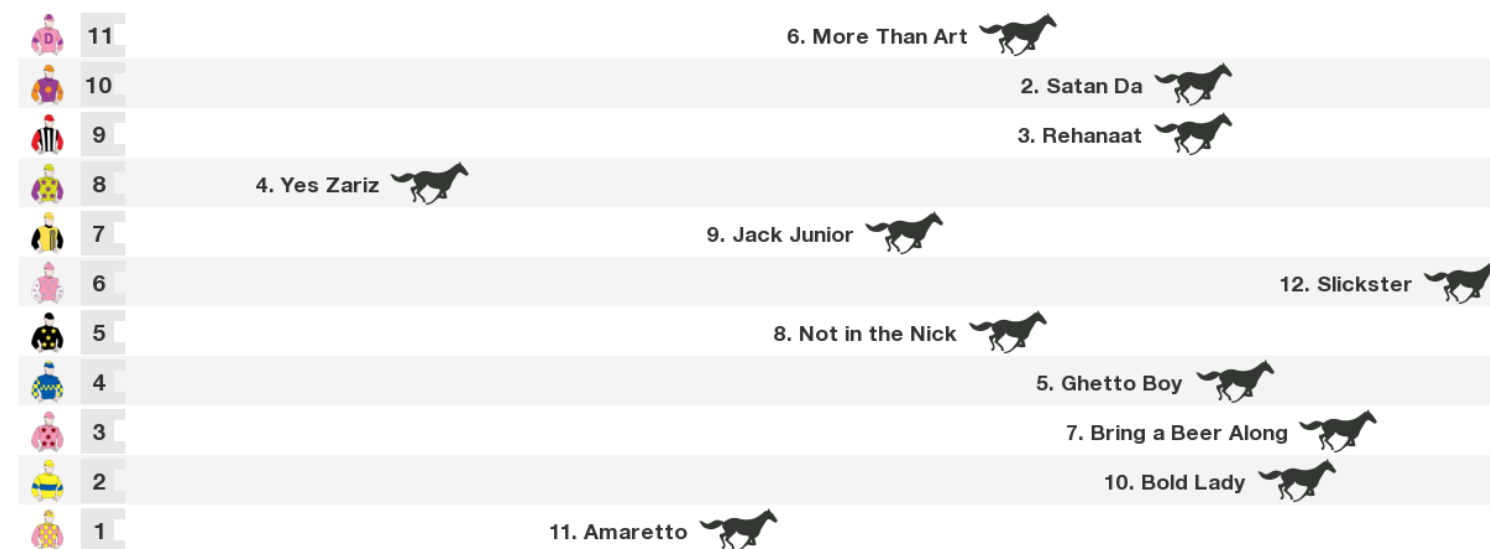 11 6. More Than Art
10 2. Satan Da
9 3. Rehanaat
8 4. Yes Zariz
7 9. Jack Junior
6 12. Slickster
5 8. Not in the Nick
4 5. Ghetto Boy
3 7. Bring a Beer Along
2 10. Bold Lady
1 11. Amaretto